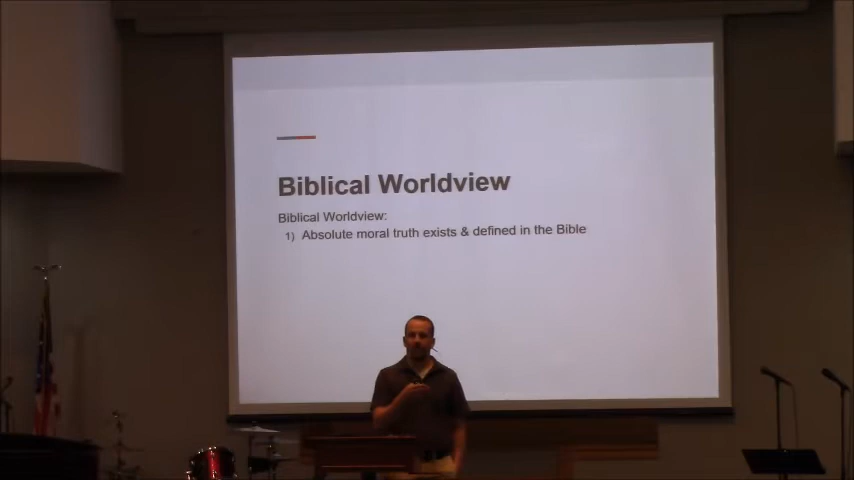 Biblical Worldview
Biblical Worldview:
1) Absolute moral truth exists & defined in the Bible